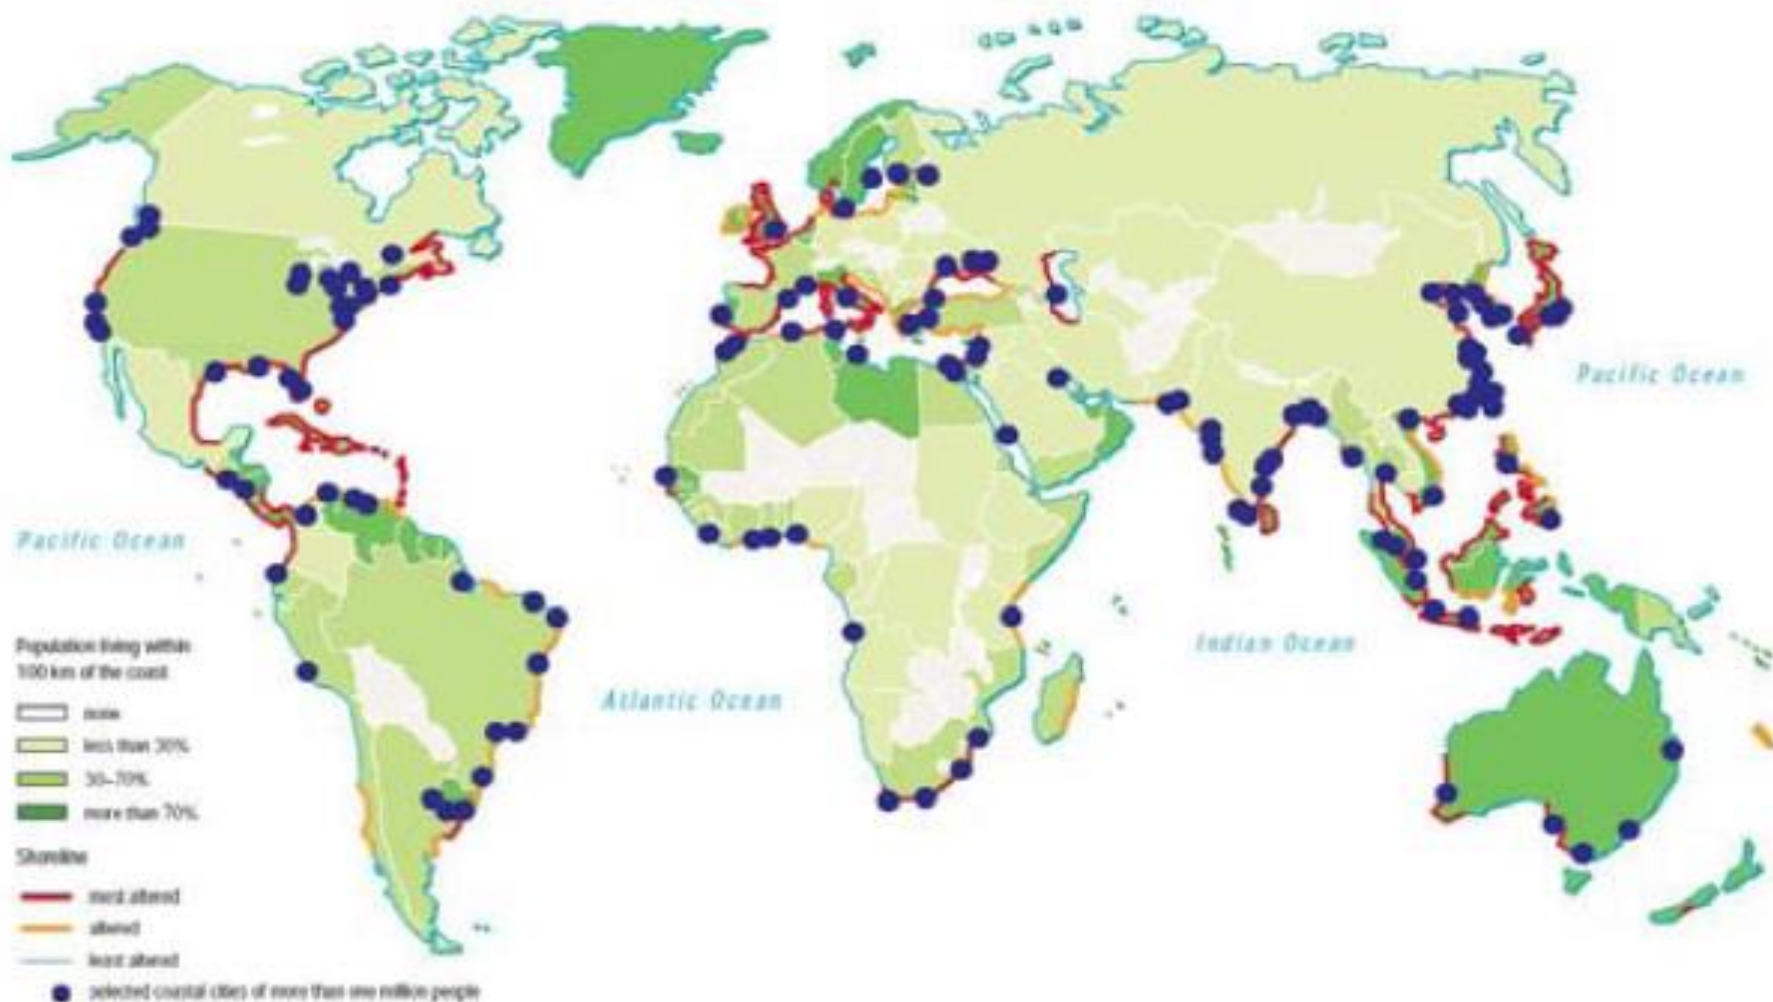 Pacific Ocean
Pacific Ocean
Indian Ocean
Atlantic Ocean
Population living within
100 km of the coast
none
less than 30%
30–70%
more than 70%
Shoreline
most altered
altered
least altered
selected coastal cities of more than one million people